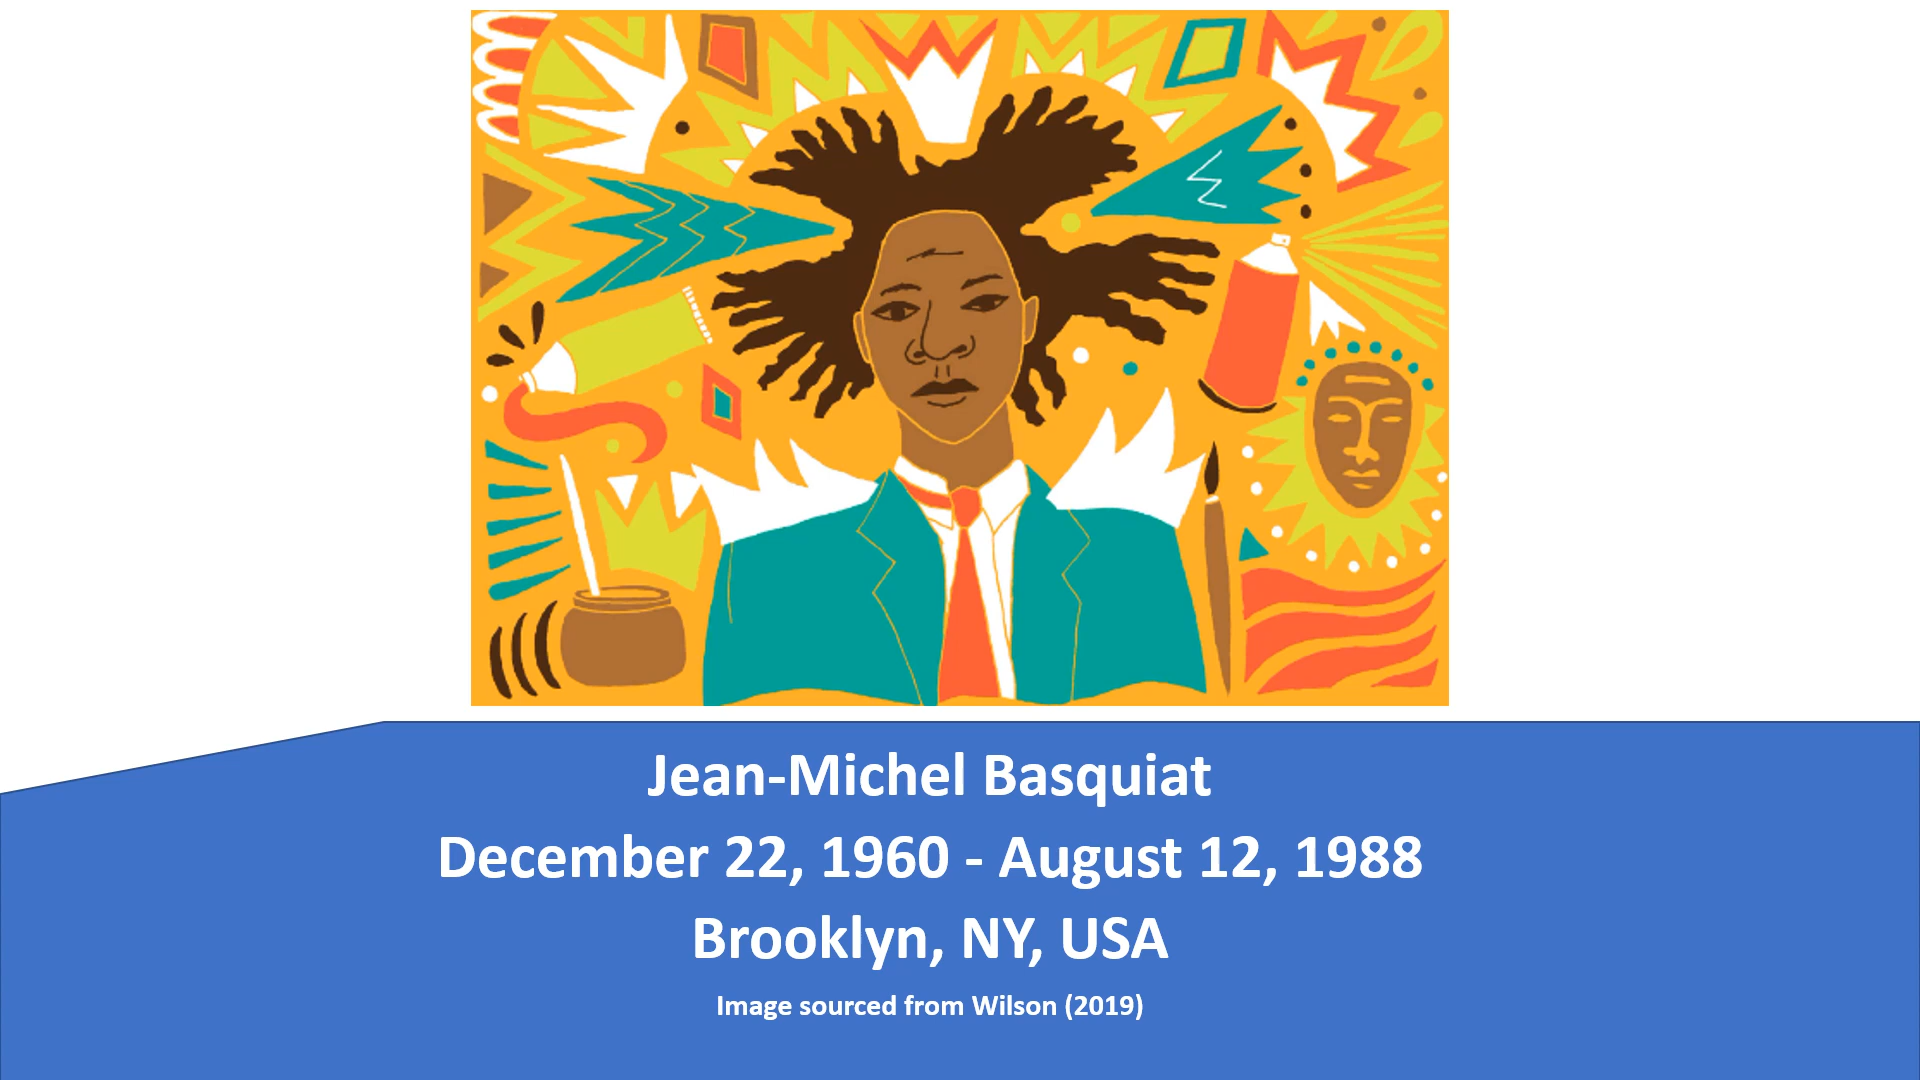 Jean-Michel Basquiat
December 22, 1960 - August 12, 1988
Brooklyn, NY, USA
Image sourced from Wilson (2019)